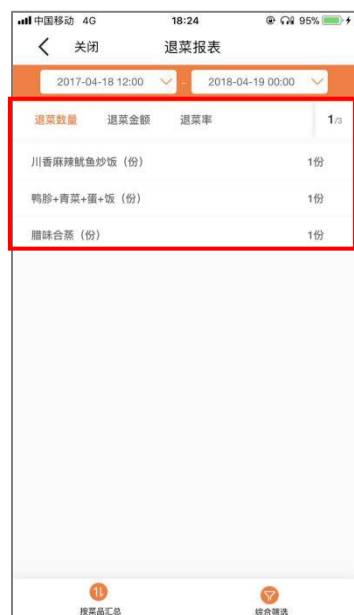 中国移动 4G 18:24 95%
关闭 退菜报表
2017-04-18 12:00 - 2018-04-19 00:00
退菜数量 退菜金额 退菜率 1/3
川香麻辣鱿鱼炒饭（份） 1份
鸭胗+青菜+蛋+饭（份） 1份
腊味合蒸（份） 1份
按菜品汇总 综合筛选